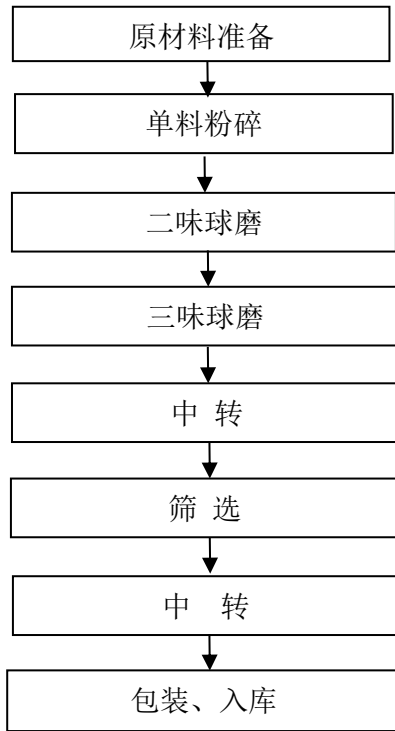 原材料准备
单料粉碎
二味球磨
三味球磨
中 转
筛 选
中 转
包装、入库